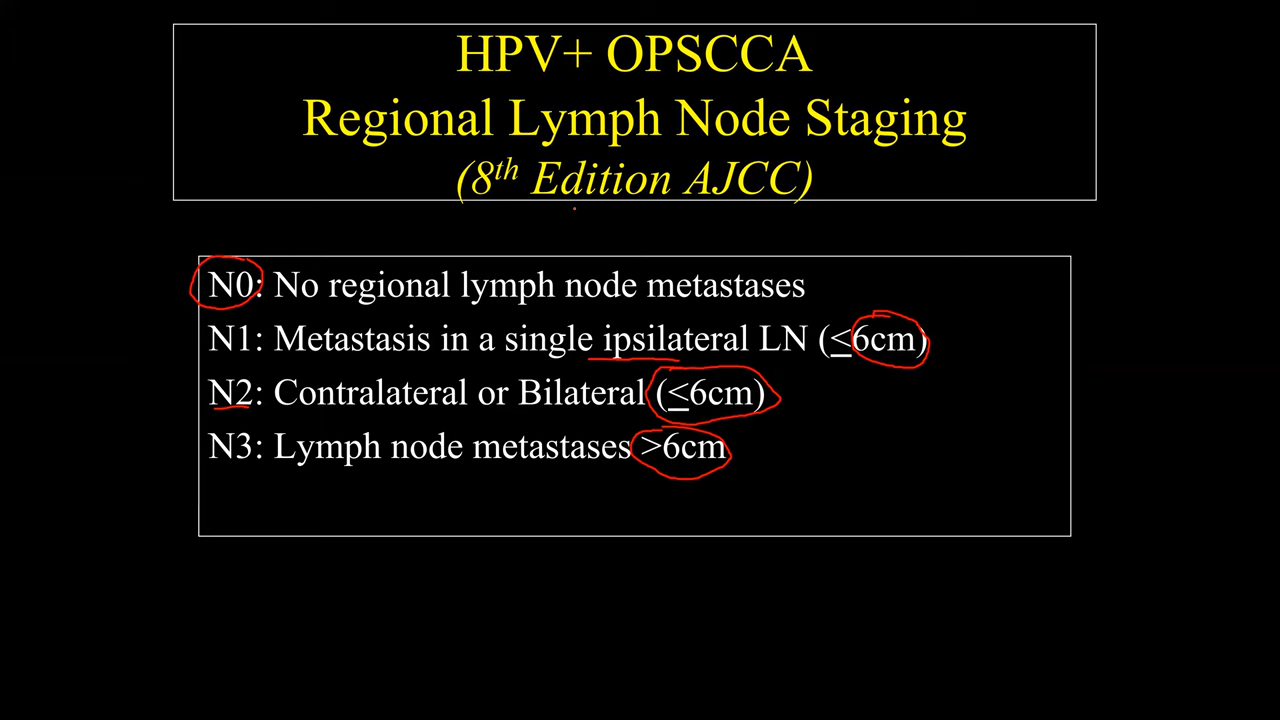 HPV+ OPSCCA
Regional Lymph Node Staging
(8th Edition AJCC)
N0: No regional lymph node metastases
N1: Metastasis in a single ipsilateral LN (≤6cm)
N2: Contralateral or Bilateral (≤6cm)
N3: Lymph node metastases >6cm